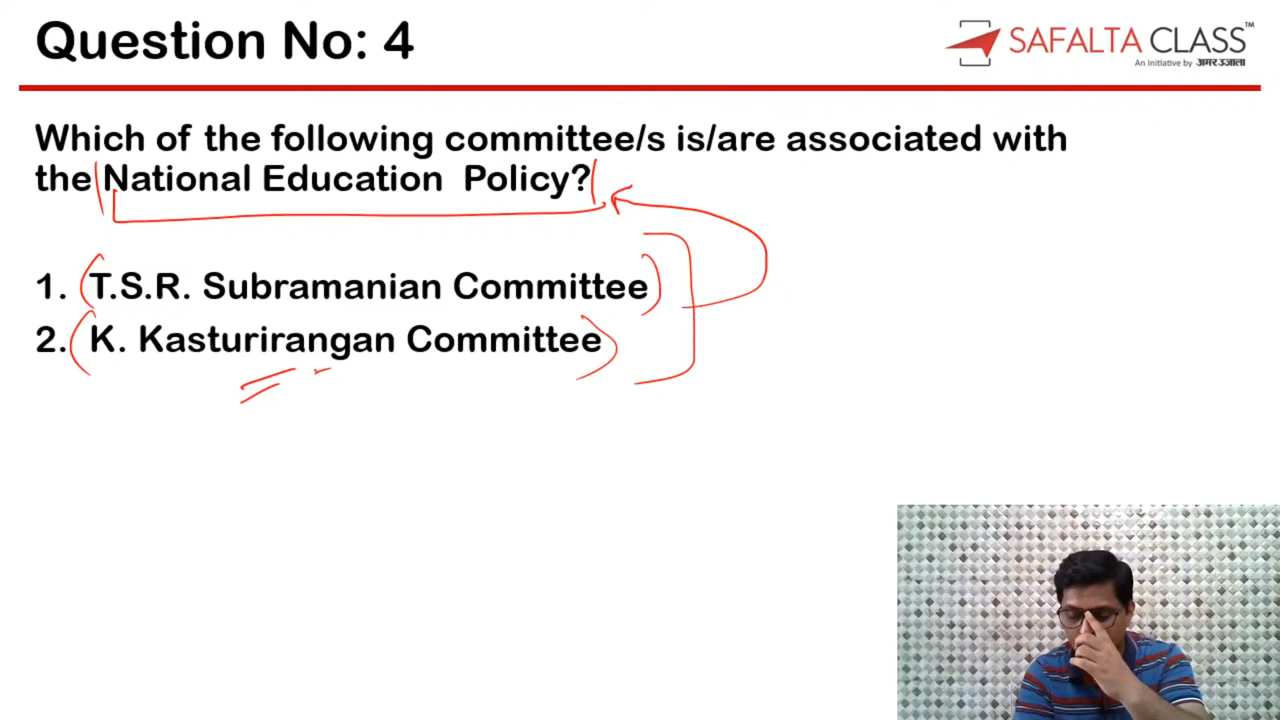 Question No: 4
SAFALTA CLASS™
An Initiative by अमर उजाला
Which of the following committee/s is/are associated with
the National Education Policy?
1. T.S.R. Subramanian Committee
2. K. Kasturirangan Committee